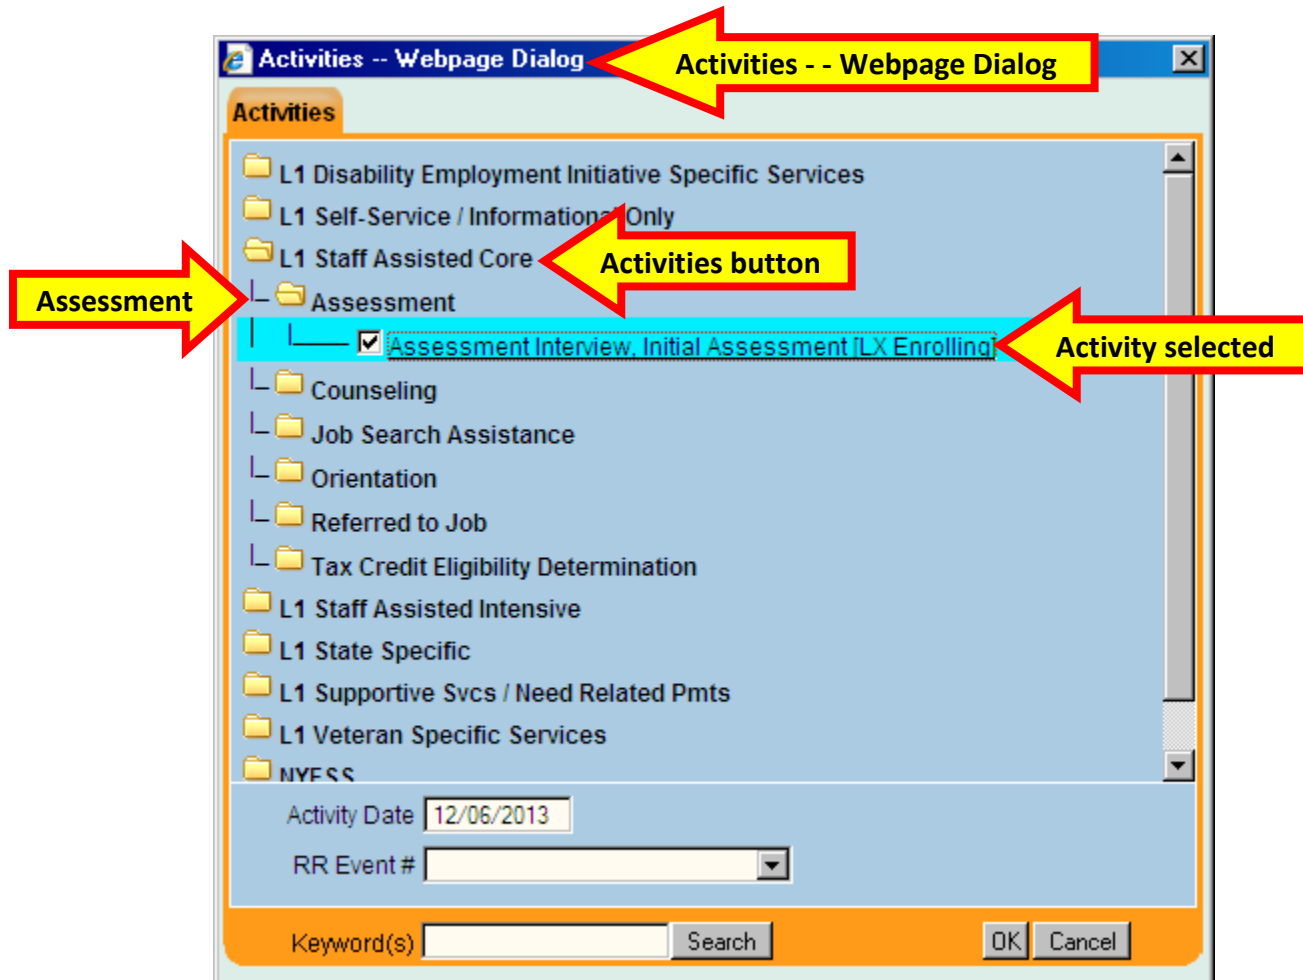 Activities -- Webpage Dialog
Activities - - Webpage Dialog
Activities
L1 Disability Employment Initiative Specific Services
L1 Self-Service / Informational Only
L1 Staff Assisted Core
Activities button
Assessment
Assessment
Assessment Interview, Initial Assessment [LX Enrolling]
Activity selected
Counseling
Job Search Assistance
Orientation
Referred to Job
Tax Credit Eligibility Determination
L1 Staff Assisted Intensive
L1 State Specific
L1 Supportive Svcs / Need Related Pmts
L1 Veteran Specific Services
NYESS
Activity Date 12/06/2013
RR Event #
Keyword(s) Search OK Cancel